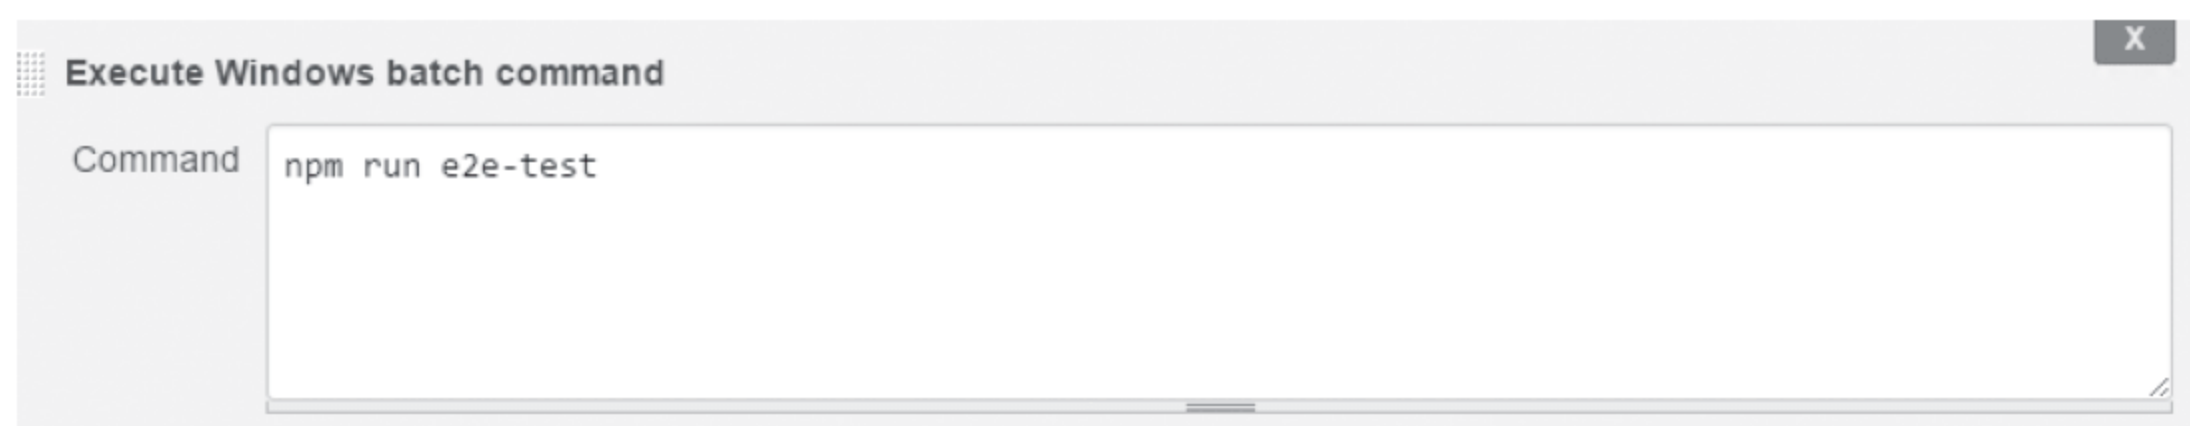 X
Execute Windows batch command
Command
npm run e2e-test